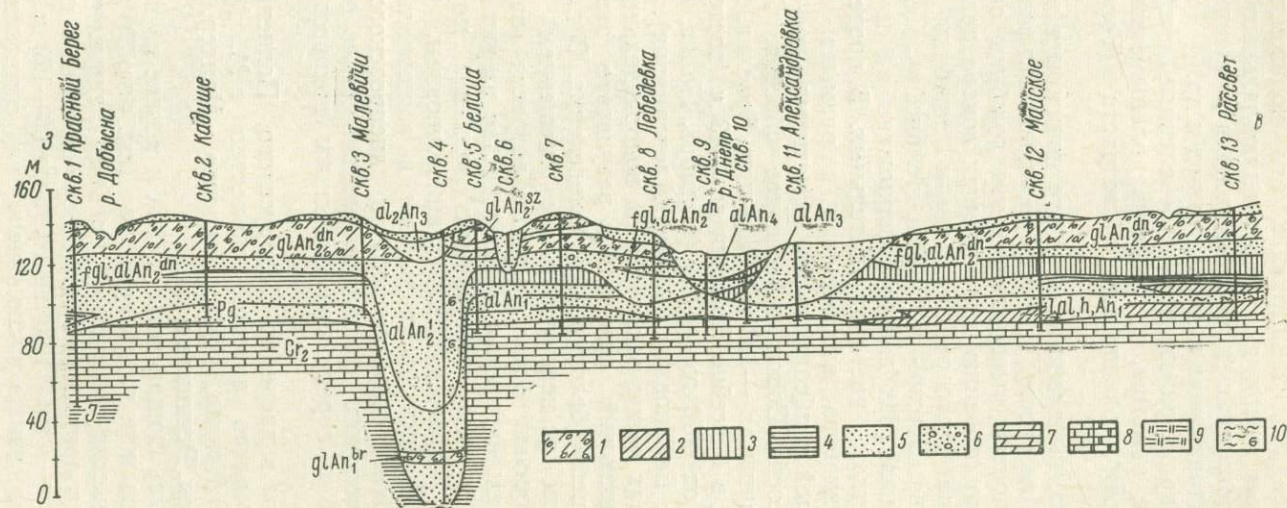 скв. 1 Красный Берег
р. Добысна
скв. 2 Кадище
скв. 3 Малевичи
скв. 4
скв. 5 Белица
скв. 6
скв. 7
скв. 8 Лебедевка
скв. 9
р. Днепр
скв. 10
скв. 11 Александровка
скв. 12 Майское
скв. 13 Рассвет
З
В
М
160
120
80
40
0
al₂An₃
glAn₂ˢᶻ
fgl,alAn₂ᵈⁿ
alAn₄
alAn₃
glAn₂ᵈⁿ
glAn₂ᵈⁿ
fgl,alAn₂ᵈⁿ
fgl,alAn₂ᵈⁿ
Pg
alAn₂¹
б
б
alAn₁
l,al,h,An₁
Cr₂
J
glAn₁ᵇʳ
1
2
3
4
5
6
7
8
9
б 10